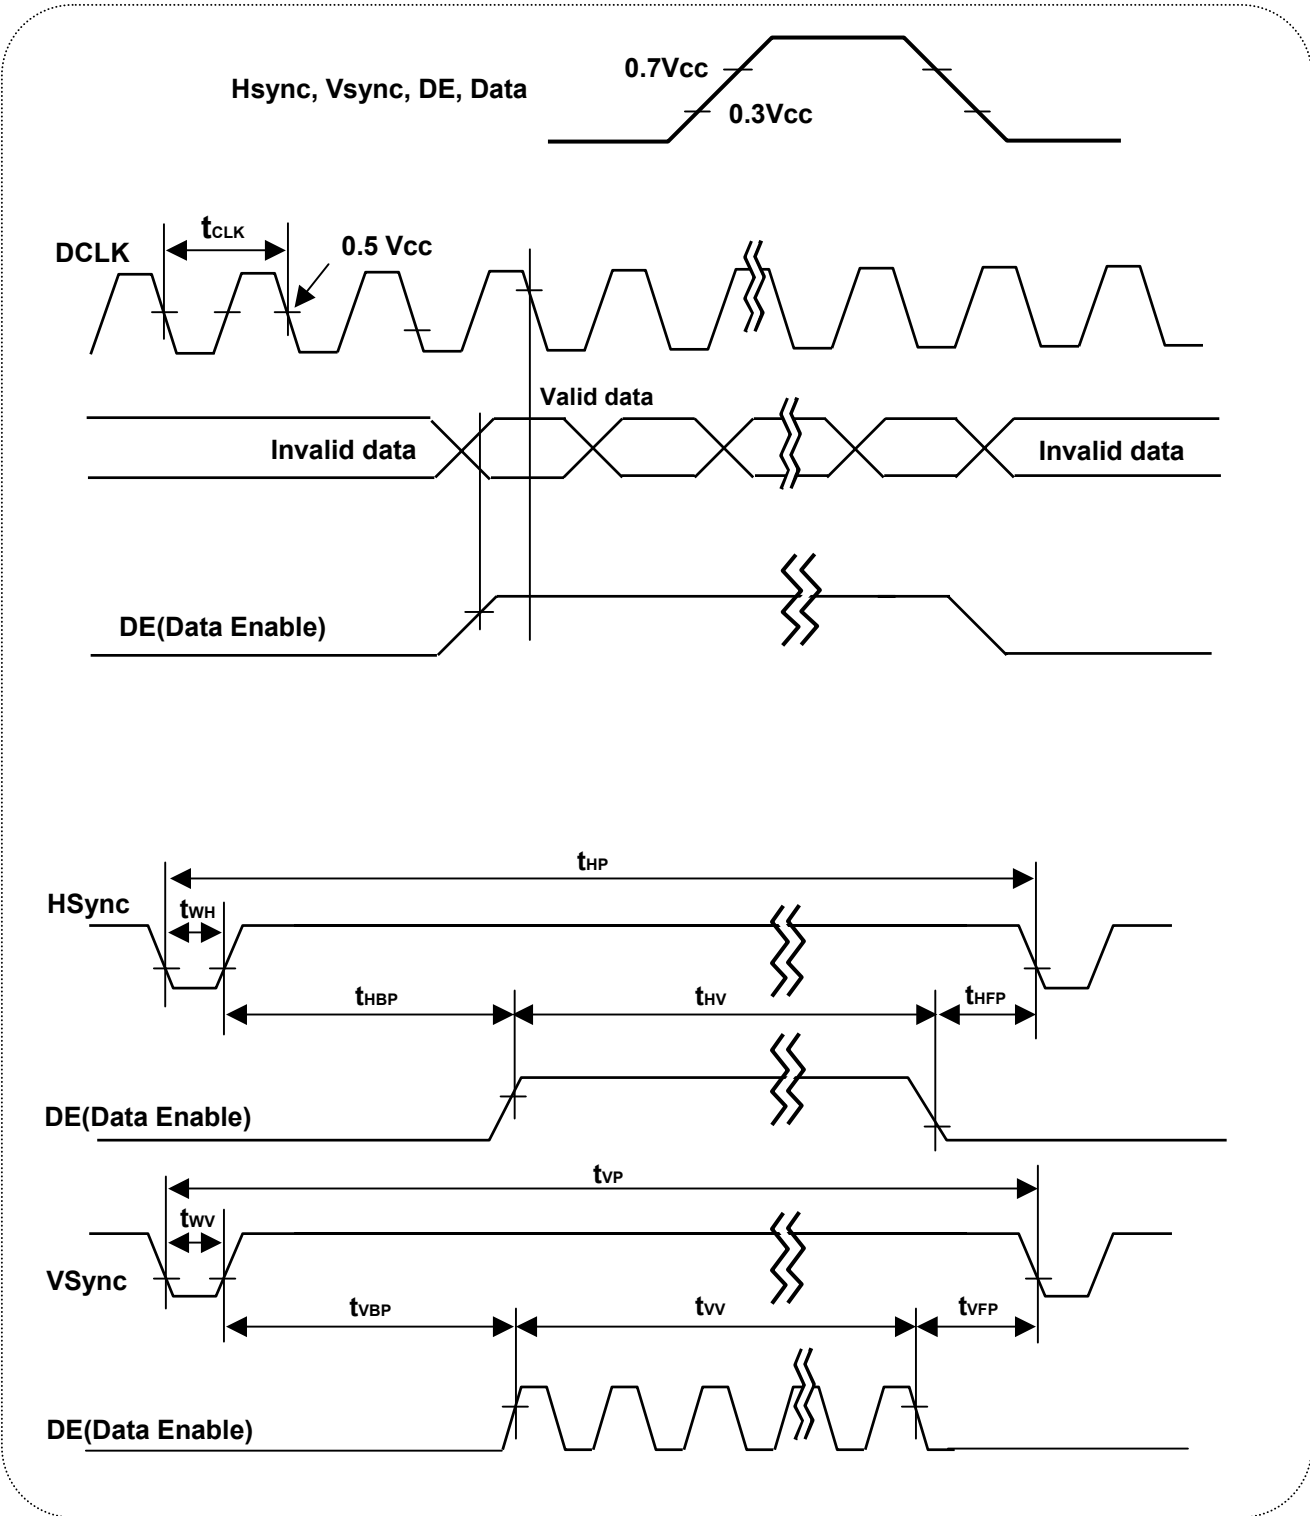 0.7Vcc
Hsync, Vsync, DE, Data
0.3Vcc
tCLK
DCLK
0.5 Vcc
Valid data
Invalid data
Invalid data
DE(Data Enable)
tHP
HSync
tWH
tHBP
tHV
tHFP
DE(Data Enable)
tVP
tWV
VSync
tVBP
tVV
tVFP
DE(Data Enable)